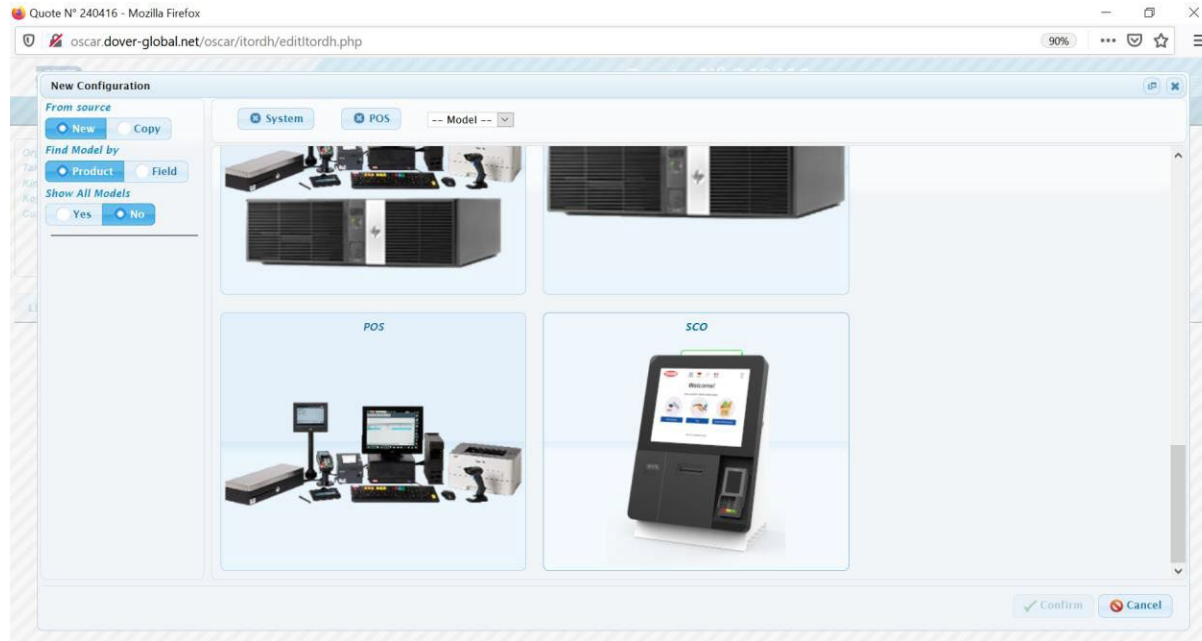 Quote N° 240416 - Mozilla Firefox
oscar.dover-global.net/oscar/itordh/editItordh.php
90%
New Configuration
From source
New Copy
Find Model by
Product Field
Show All Models
Yes No
System POS -- Model --
POS
SCO
Welcome!
Confirm Cancel